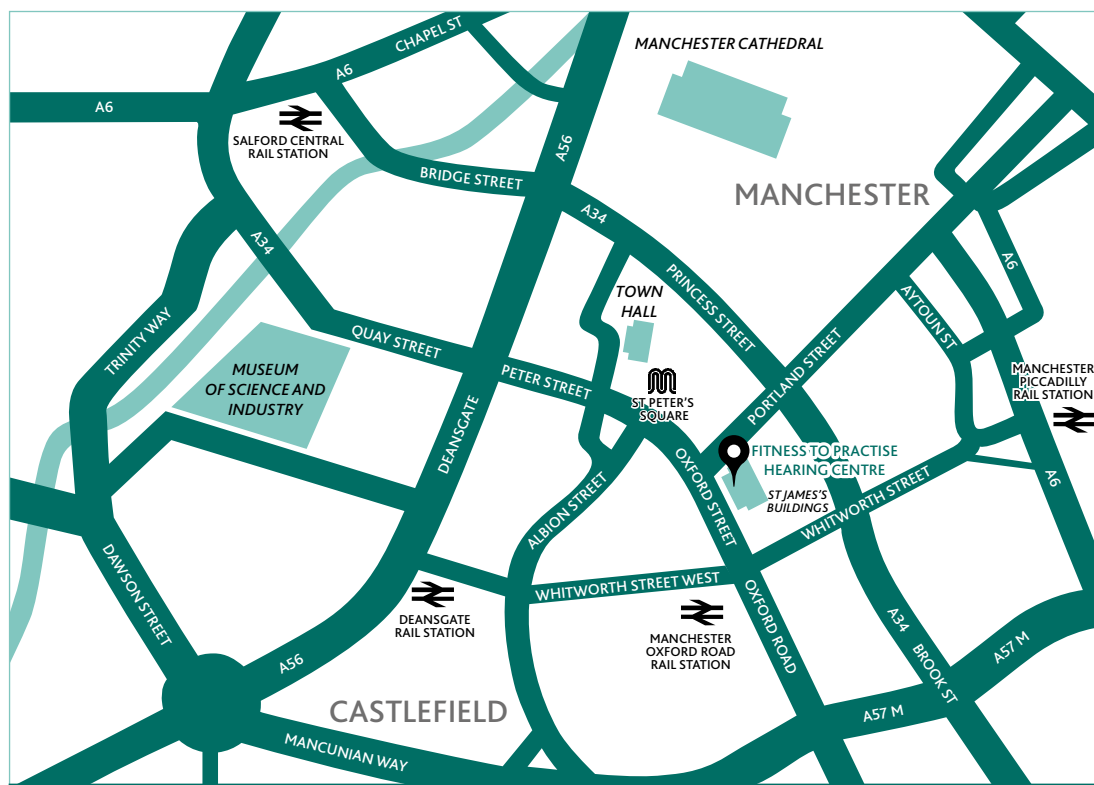 CHAPEL ST
A6
A6
MANCHESTER CATHEDRAL
SALFORD CENTRAL
RAIL STATION
A56
BRIDGE STREET
MANCHESTER
A34
A34
PRINCESS STREET
A6
TOWN
HALL
AYTOUN ST
TRINITY WAY
QUAY STREET
PORTLAND STREET
MUSEUM
OF SCIENCE AND
INDUSTRY
PETER STREET
ST PETER'S
SQUARE
MANCHESTER
PICCADILLY
RAIL STATION
DEANSGATE
FITNESS TO PRACTISE
HEARING CENTRE
OXFORD STREET
ST JAMES'S
BUILDINGS
A6
ALBION STREET
WHITWORTH STREET
DAWSON STREET
WHITWORTH STREET WEST
OXFORD ROAD
DEANSGATE
RAIL STATION
MANCHESTER
OXFORD ROAD
RAIL STATION
A34
BROOK ST
A57 M
A56
CASTLEFIELD
A57 M
MANCUNIAN WAY